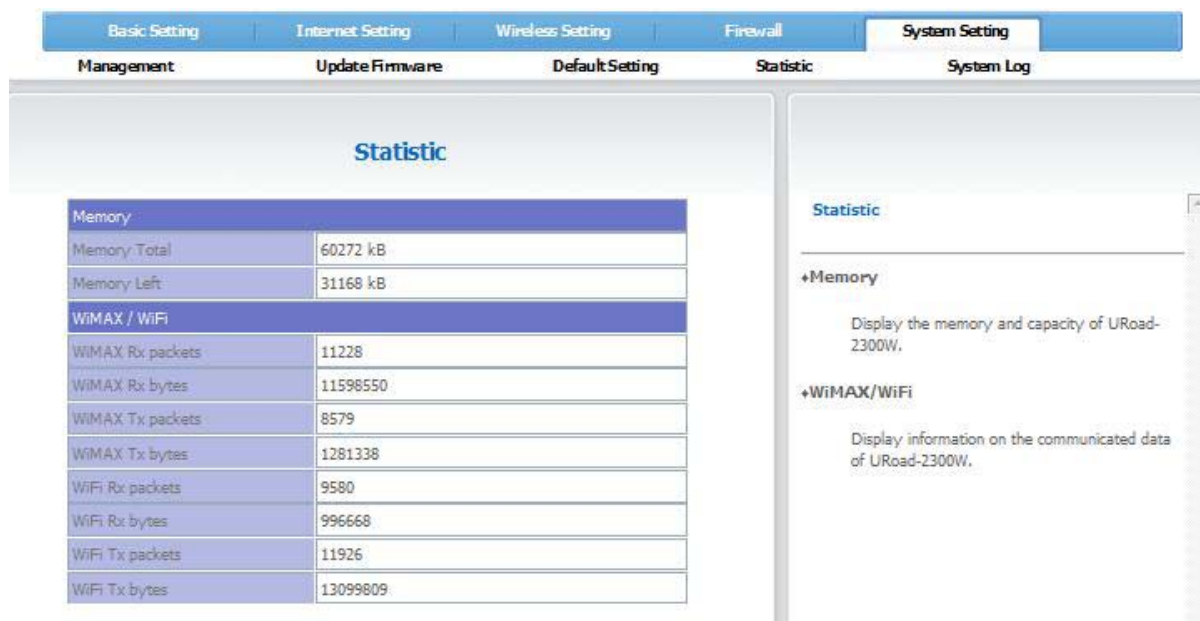 Basic Setting Internet Setting Wireless Setting Firewall System Setting
Management Update Firmware Default Setting Statistic System Log
Statistic
Memory
Memory Total 60272 kB
Memory Left 31168 kB
WiMAX / WiFi
WiMAX Rx packets 11228
WiMAX Rx bytes 11598550
WiMAX Tx packets 8579
WiMAX Tx bytes 1281338
WiFi Rx packets 9580
WiFi Rx bytes 996668
WiFi Tx packets 11926
WiFi Tx bytes 13099809
Statistic
♦Memory
Display the memory and capacity of URoad-
2300W.
♦WiMAX/WiFi
Display information on the communicated data
of URoad-2300W.